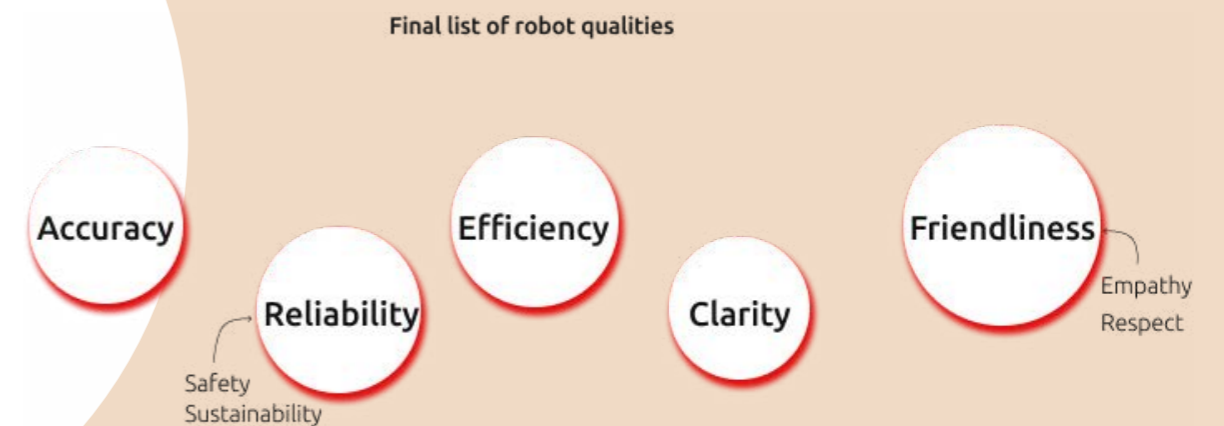 Final list of robot qualities
Accuracy
Reliability
Safety
Sustainability
Efficiency
Clarity
Friendliness
Empathy
Respect